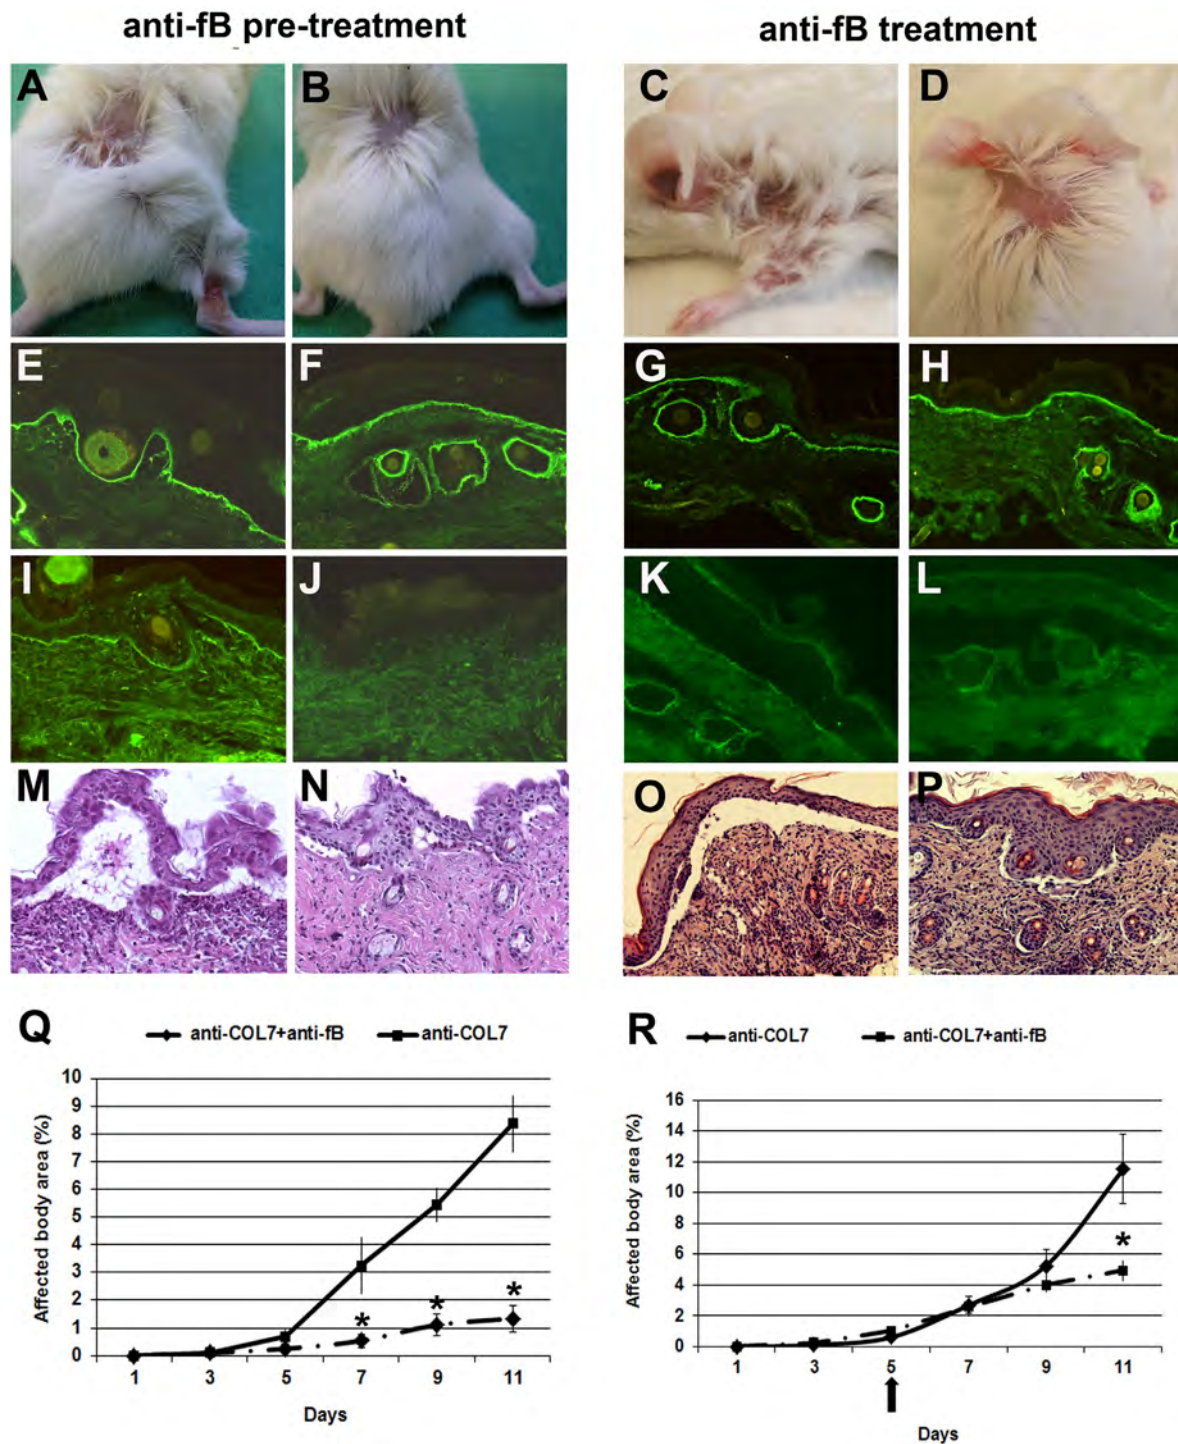 anti-fB pre-treatment anti-fB treatment
A B C D
E F G H
I J K L
M N O P
Q anti-COL7+anti-fB anti-COL7
10
9
8
7
6
5
4
3
2
1
0
Affected body area (%)
* * *
1 3 5 7 9 11
Days
R anti-COL7 anti-COL7+anti-fB
16
14
12
10
8
6
4
2
0
Affected body area (%)
*
1 3 5 7 9 11
Days